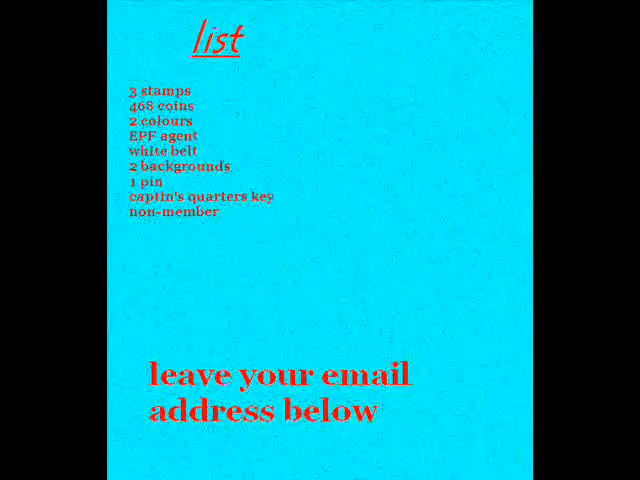 list
3 stamps
468 coins
2 colours
EPF agent
white belt
2 backgrounds
1 pin
captin's quarters key
non-member
leave your email
address below